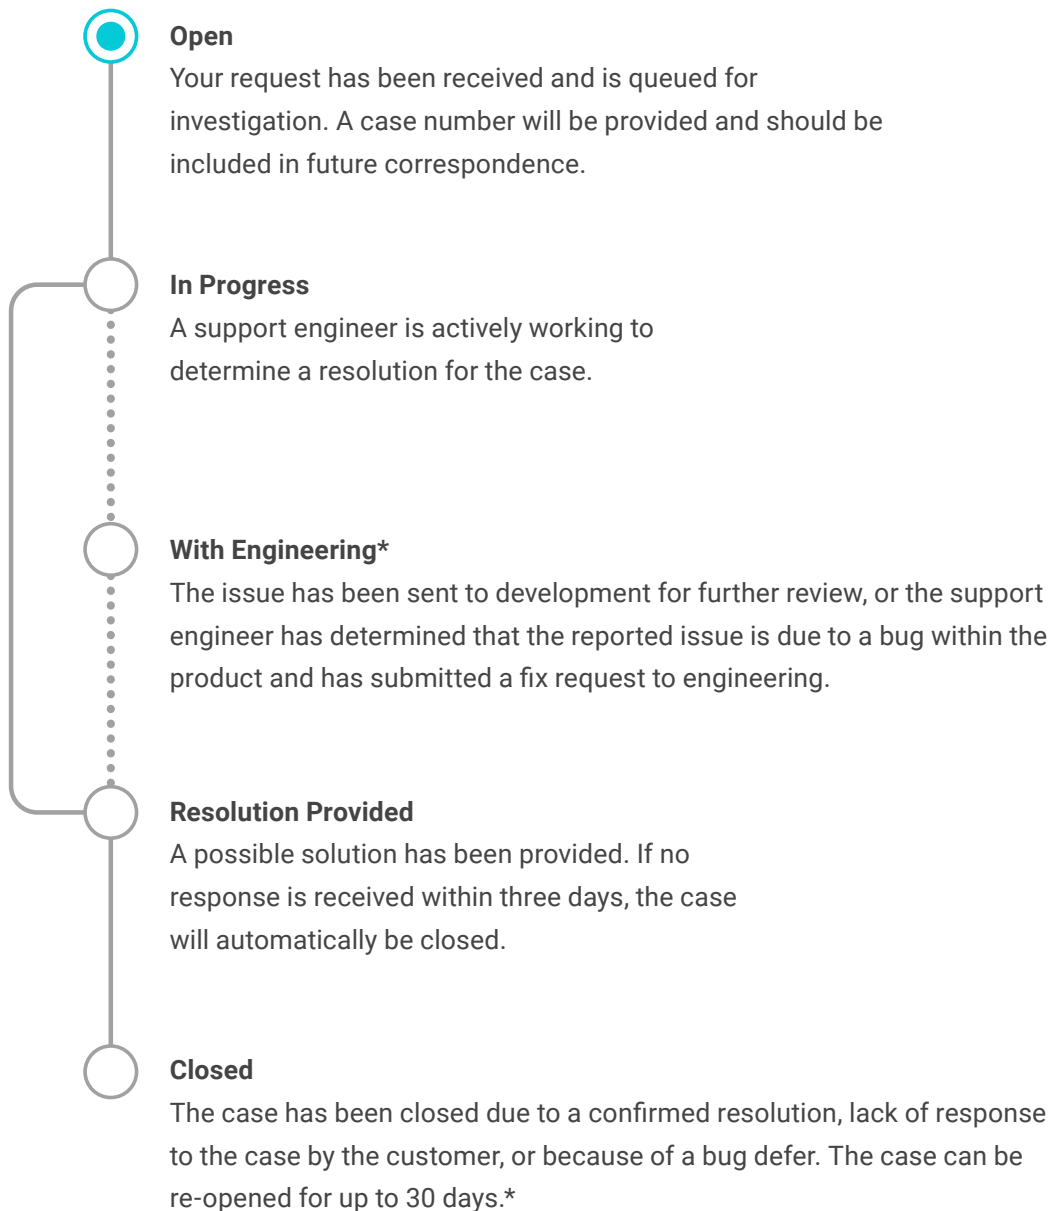 Open
Your request has been received and is queued for
investigation. A case number will be provided and should be
included in future correspondence.
In Progress
A support engineer is actively working to
determine a resolution for the case.
With Engineering*
The issue has been sent to development for further review, or the support
engineer has determined that the reported issue is due to a bug within the
product and has submitted a fix request to engineering.
Resolution Provided
A possible solution has been provided. If no
response is received within three days, the case
will automatically be closed.
Closed
The case has been closed due to a confirmed resolution, lack of response
to the case by the customer, or because of a bug defer. The case can be
re-opened for up to 30 days.*